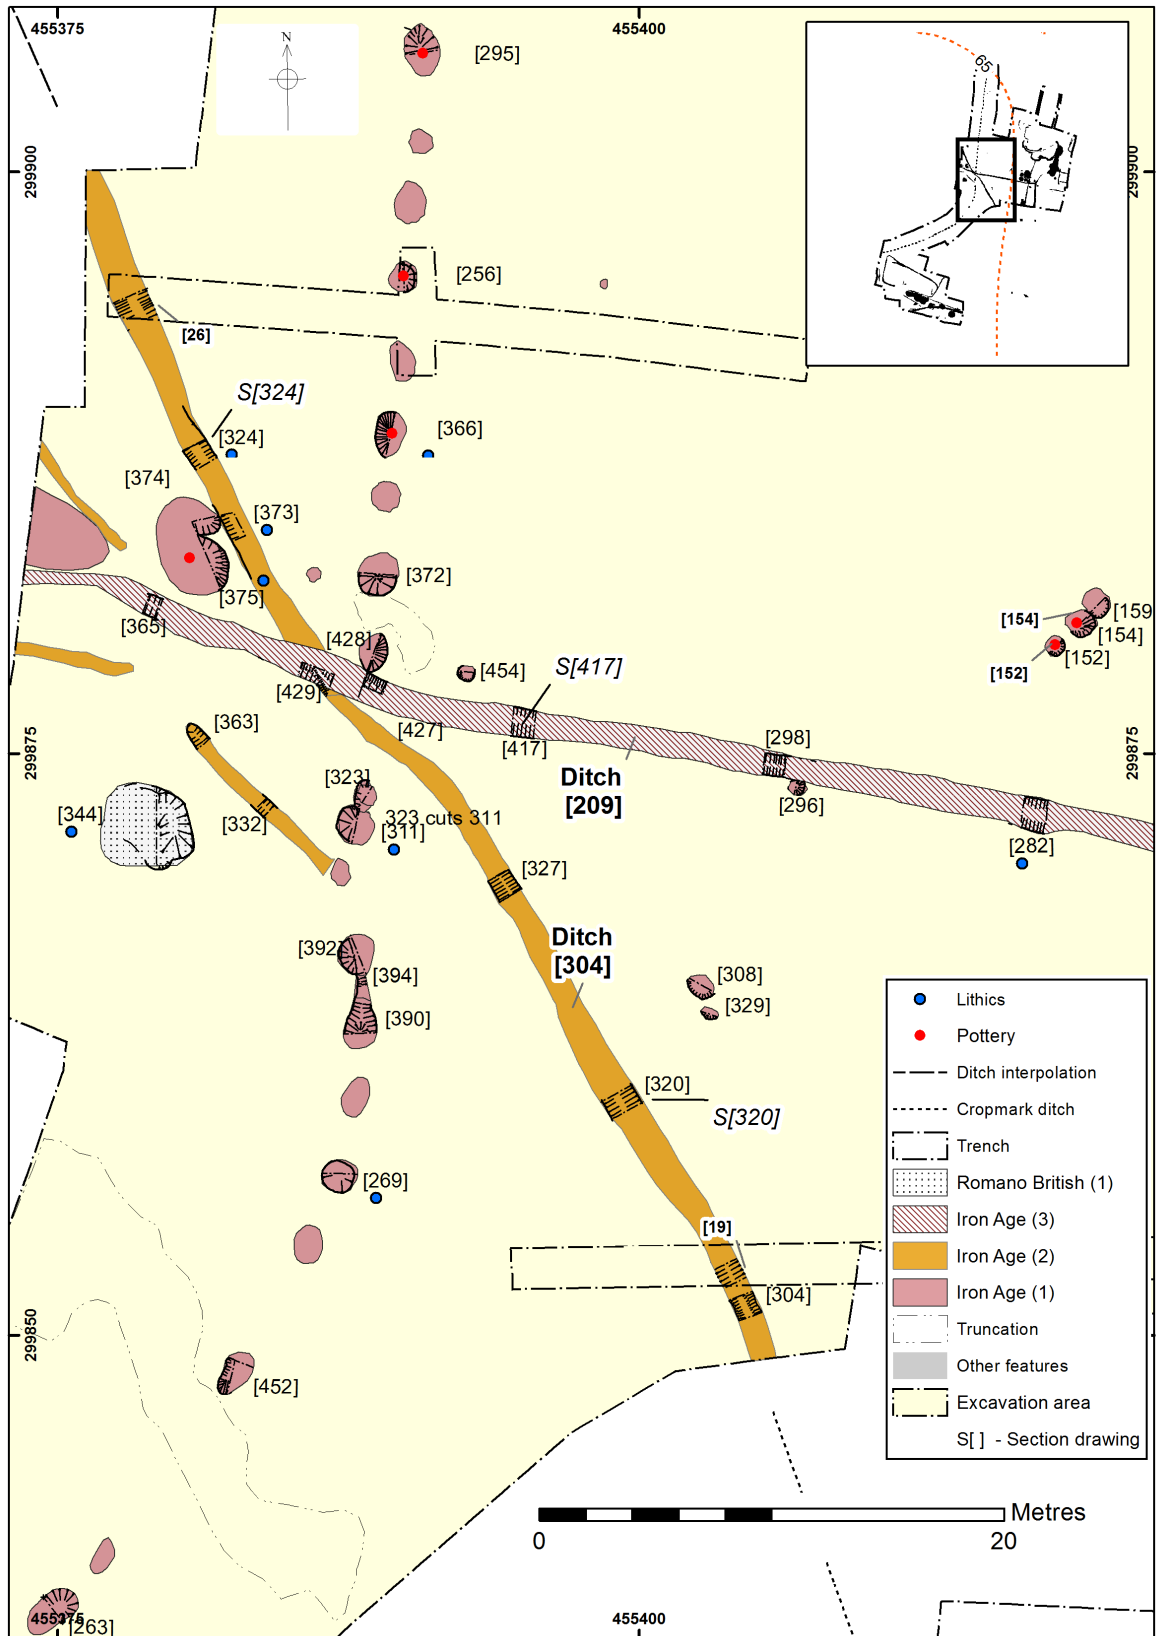 455375
455400
N
[295]
65
299900
299900
[256]
[26]
S[324]
[324]
[366]
[374]
[373]
[375]
[372]
[365]
[428]
[159
[154]
[154]
[152]
[152]
[454]
S[417]
[429]
[427]
[417]
[363]
299875
299875
[298]
Ditch
[209]
[323]
[296]
[344]
[332]
323 cuts 311
[311]
[282]
[327]
Ditch
[304]
[392]
[394]
[390]
[308]
[329]
[320]
S[320]
[269]
[19]
[304]
299850
[452]
Lithics
Pottery
Ditch interpolation
Cropmark ditch
Trench
Romano British (1)
Iron Age (3)
Iron Age (2)
Iron Age (1)
Truncation
Other features
Excavation area
S[ ] - Section drawing
Metres
0
20
455375
[263]
455400